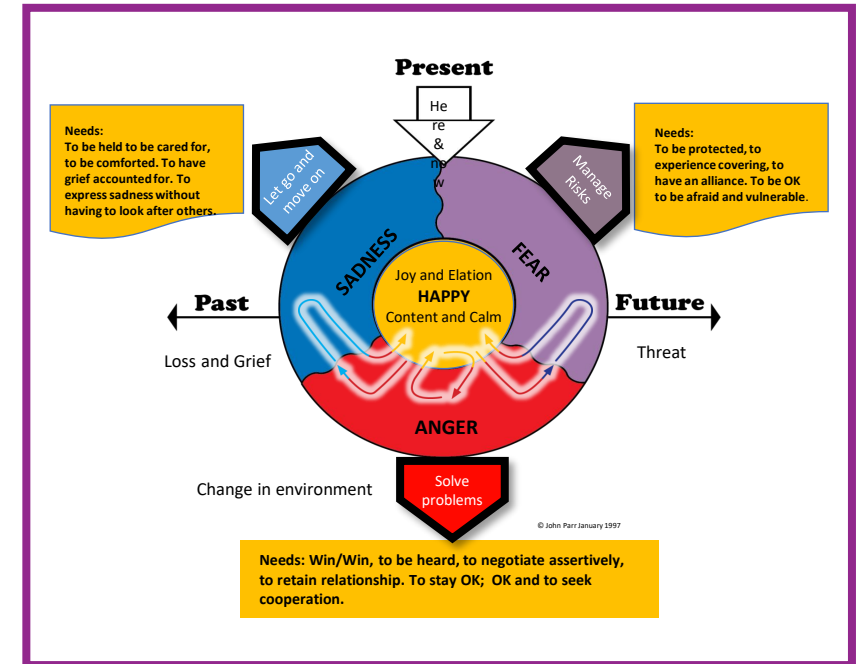 Present
He
re
&
no
w
Needs:
To be held to be cared for,
to be comforted. To have
grief accounted for. To
express sadness without
having to look after others.
Let go and
move on
Manage
Risks
Needs:
To be protected, to
experience covering, to
have an alliance. To be OK
to be afraid and vulnerable.
SADNESS
FEAR
Joy and Elation
HAPPY
Content and Calm
Past
Future
Loss and Grief
Threat
ANGER
Change in environment
Solve
problems
© John Parr January 1997
Needs: Win/Win, to be heard, to negotiate assertively,
to retain relationship. To stay OK; OK and to seek
cooperation.